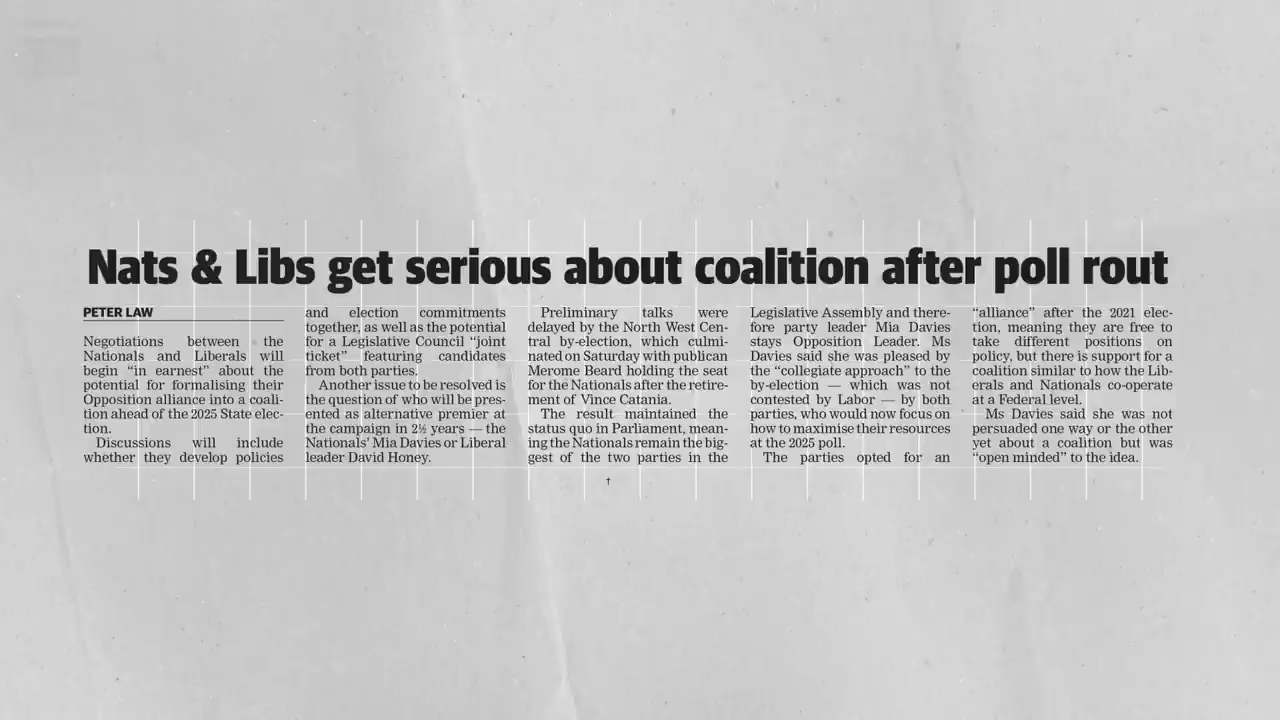 Nats & Libs get serious about coalition after poll rout
PETER LAW
Negotiations between the
Nationals and Liberals will
begin “in earnest” about the
potential for formalising their
Opposition alliance into a coali-
tion ahead of the 2025 State elec-
tion.
Discussions will include
whether they develop policies
and election commitments
together, as well as the potential
for a Legislative Council “joint
ticket” featuring candidates
from both parties.
Another issue to be resolved is
the question of who will be pres-
ented as alternative premier at
the campaign in 2½ years — the
Nationals’ Mia Davies or Liberal
leader David Honey.
Preliminary talks were
delayed by the North West Cen-
tral by-election, which culmi-
nated on Saturday with publican
Merome Beard holding the seat
for the Nationals after the retire-
ment of Vince Catania.
The result maintained the
status quo in Parliament, mean-
ing the Nationals remain the big-
gest of the two parties in the
Legislative Assembly and there-
fore party leader Mia Davies
stays Opposition Leader. Ms
Davies said she was pleased by
the “collegiate approach” to the
by-election — which was not
contested by Labor — by both
parties, who would now focus on
how to maximise their resources
at the 2025 poll.
The parties opted for an
“alliance” after the 2021 elec-
tion, meaning they are free to
take different positions on
policy, but there is support for a
coalition similar to how the Lib-
erals and Nationals co-operate
at a Federal level.
Ms Davies said she was not
persuaded one way or the other
yet about a coalition but was
“open minded” to the idea.
†